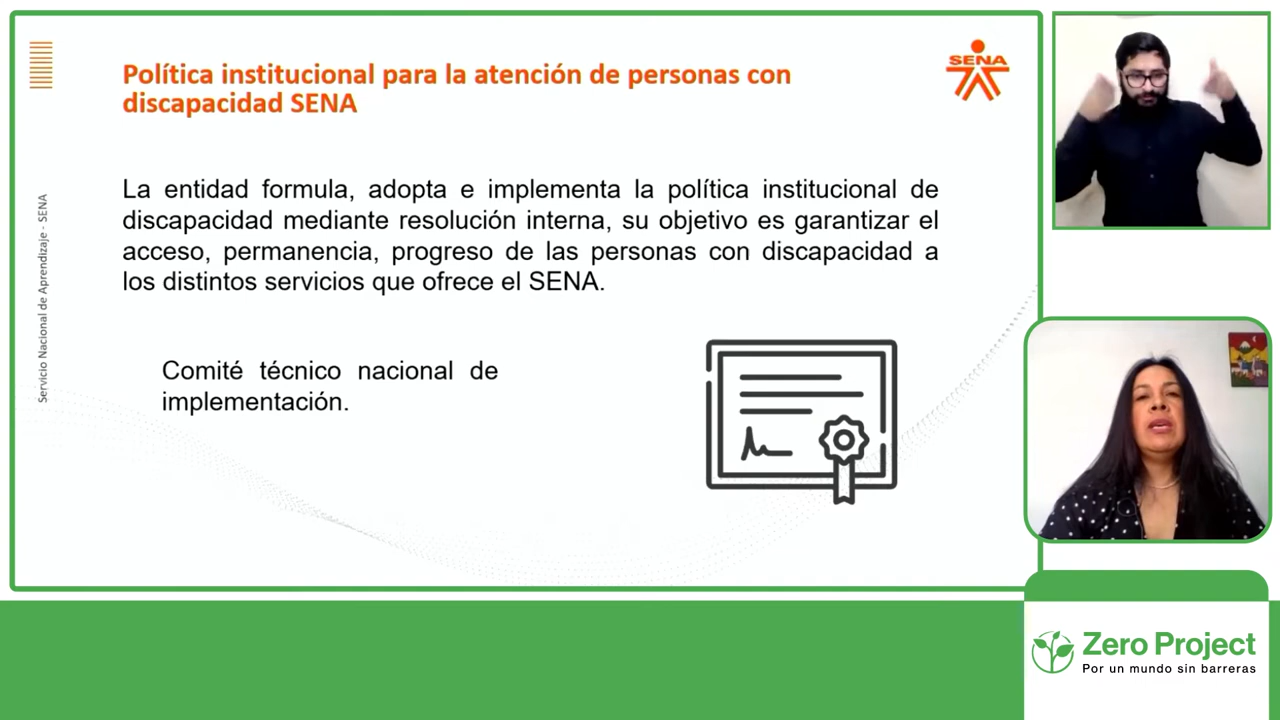 Política institucional para la atención de personas con
discapacidad SENA
SENA
Servicio Nacional de Aprendizaje - SENA
La entidad formula, adopta e implementa la política institucional de
discapacidad mediante resolución interna, su objetivo es garantizar el
acceso, permanencia, progreso de las personas con discapacidad a
los distintos servicios que ofrece el SENA.
Comité técnico nacional de
implementación.
Zero Project
Por un mundo sin barreras